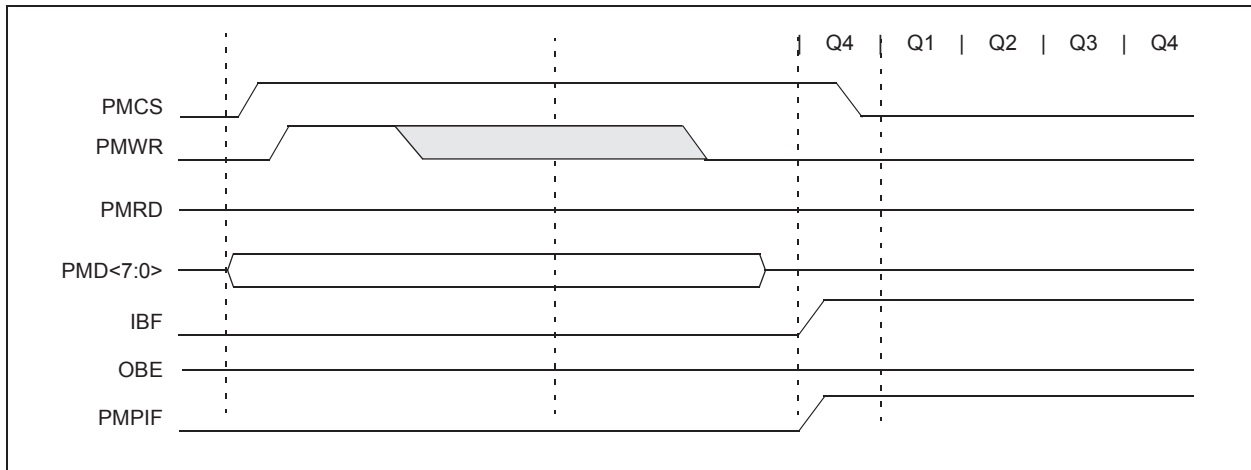 | Q4 | Q1 | Q2 | Q3 | Q4
PMCS
PMWR
PMRD
PMD<7:0>
IBF
OBE
PMPIF